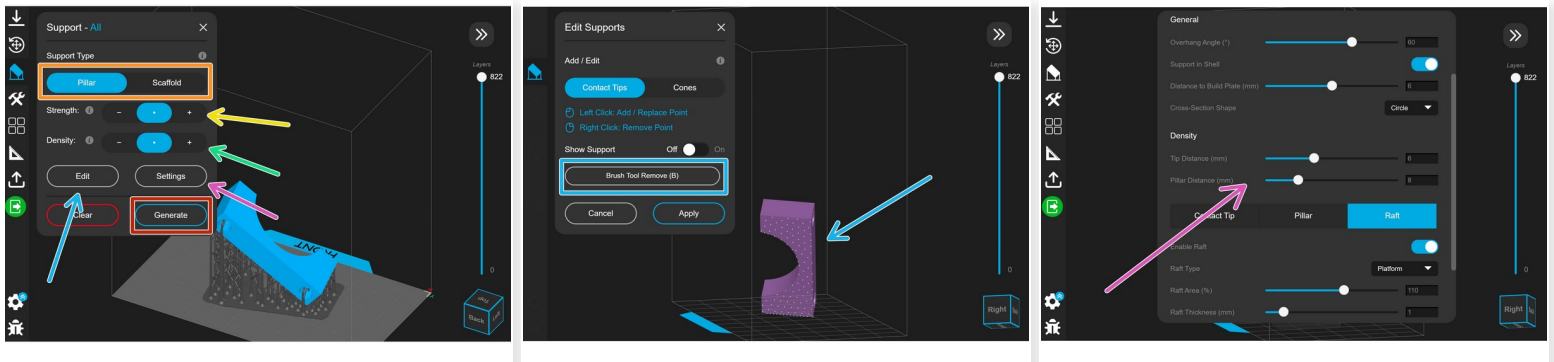 Support - All
Support Type
Pillar Scaffold
Strength: - +
Density: - +
Edit Settings
Clear Generate
FRONT
Layers
822
0
Back Left
Edit Supports
Add / Edit
Contact Tips Cones
Left Click: Add / Replace Point
Right Click: Remove Point
Show Support Off On
Brush Tool Remove (B)
Cancel Apply
Layers
822
0
Right
General
Overhang Angle (°) 60
Support in Shell
Distance to Build Plate (mm) 6
Cross-Section Shape Circle
Density
Tip Distance (mm) 6
Pillar Distance (mm) 8
Contact Tip Pillar Raft
Enable Raft
Raft Type Platform
Raft Area (%) 110
Raft Thickness (mm) 1
Layers
822
0
Right